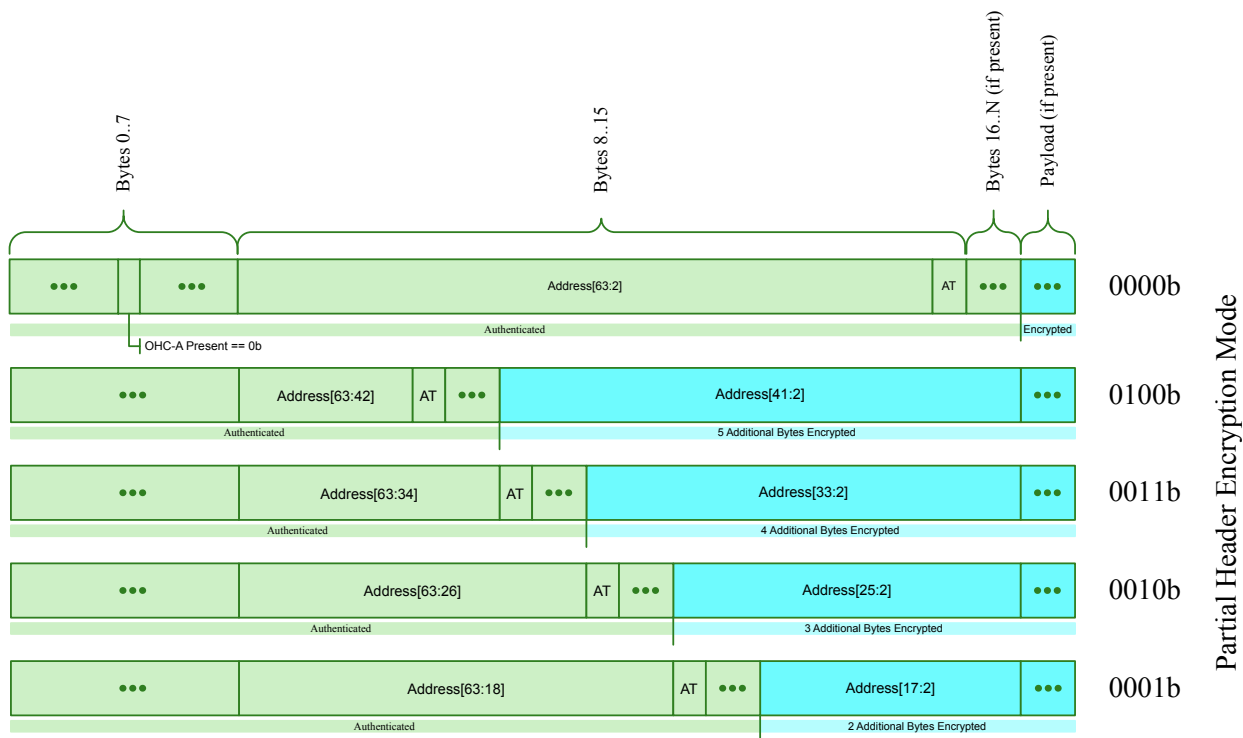 Bytes 0..7
Bytes 8..15
Bytes 16..N (if present)
Payload (if present)
●●●
●●●
Address[63:2]
AT
●●●
●●●
0000b
Authenticated
Encrypted
OHC-A Present == 0b
●●●
Address[63:42]
AT
●●●
Address[41:2]
●●●
0100b
Authenticated
5 Additional Bytes Encrypted
●●●
Address[63:34]
AT
●●●
Address[33:2]
●●●
0011b
Authenticated
4 Additional Bytes Encrypted
●●●
Address[63:26]
AT
●●●
Address[25:2]
●●●
0010b
Authenticated
3 Additional Bytes Encrypted
●●●
Address[63:18]
AT
●●●
Address[17:2]
●●●
0001b
Authenticated
2 Additional Bytes Encrypted
Partial Header Encryption Mode